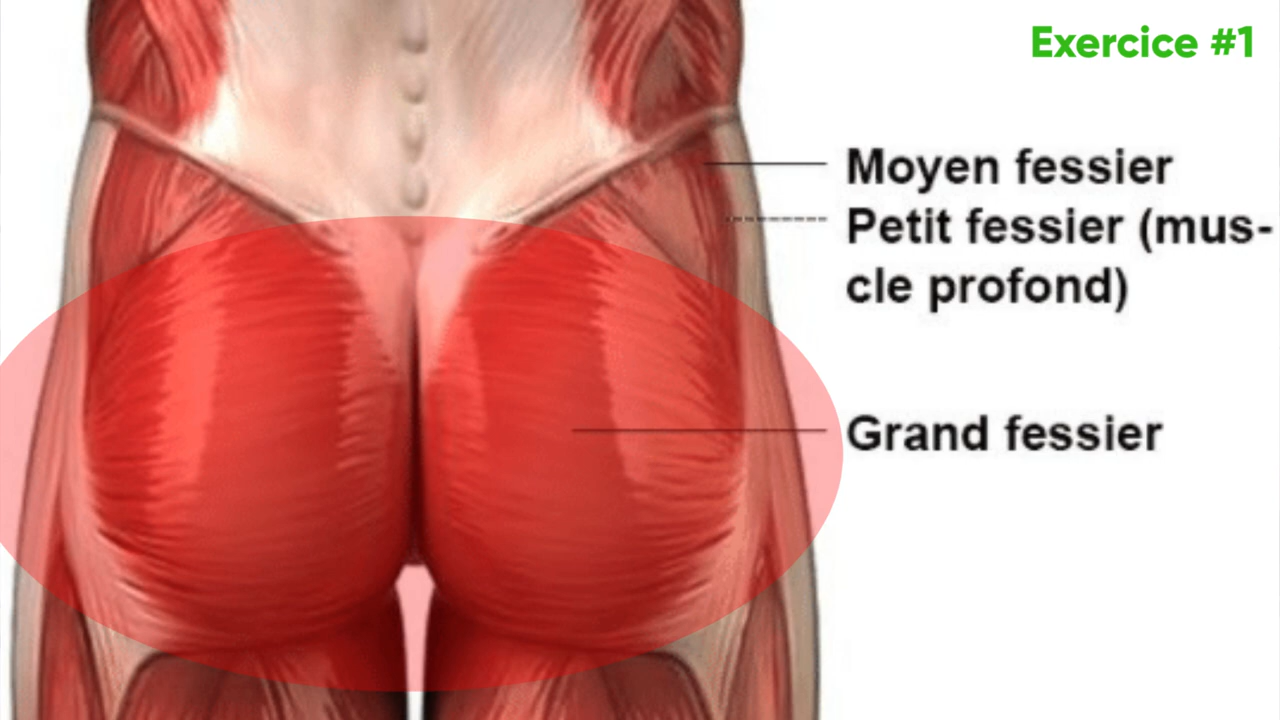 Exercice #1
Moyen fessier
Petit fessier (mus-
cle profond)
Grand fessier